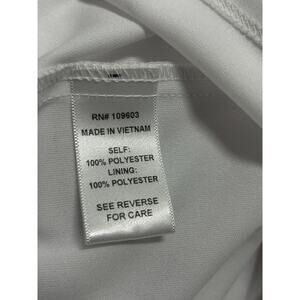 RN# 109603
MADE IN VIETNAM
SELF:
100% POLYESTER
LINING:
100% POLYESTER
SEE REVERSE
FOR CARE